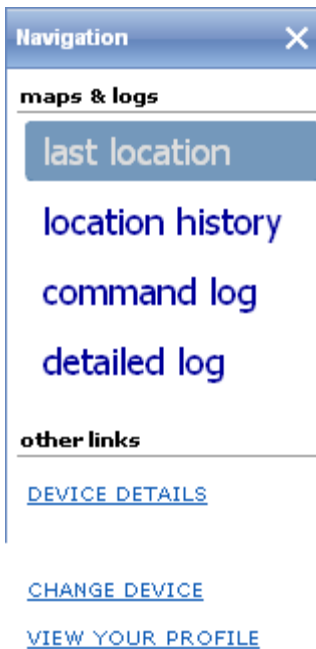 Navigation
maps & logs
last location
location history
command log
detailed log
other links
DEVICE DETAILS
CHANGE DEVICE
VIEW YOUR PROFILE